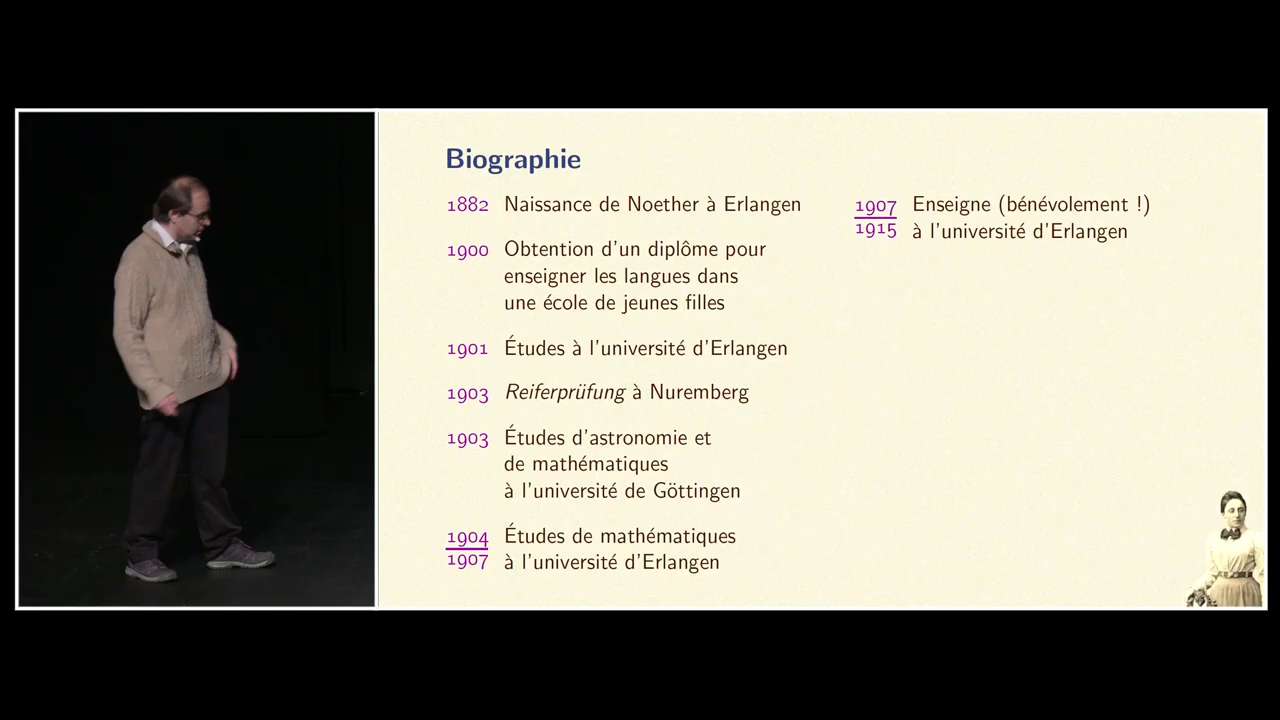 Biographie
1882 Naissance de Noether à Erlangen
1900 Obtention d'un diplôme pour
enseigner les langues dans
une école de jeunes filles
1901 Études à l'université d'Erlangen
1903 Reiferprüfung à Nuremberg
1903 Études d'astronomie et
de mathématiques
à l'université de Göttingen
1904 Études de mathématiques
1907 à l'université d'Erlangen
1907 Enseigne (bénévolement !)
1915 à l'université d'Erlangen